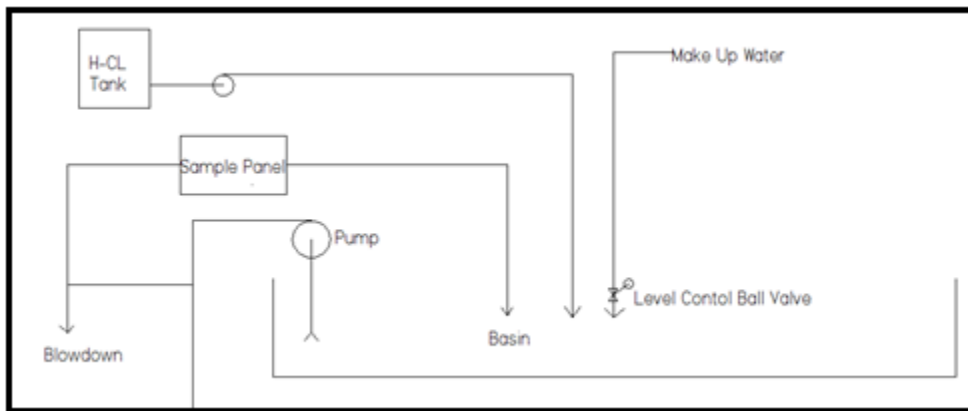 H-CL
Tank
Make Up Water
Sample Panel
Pump
Level Contol Ball Valve
Basin
Blowdown